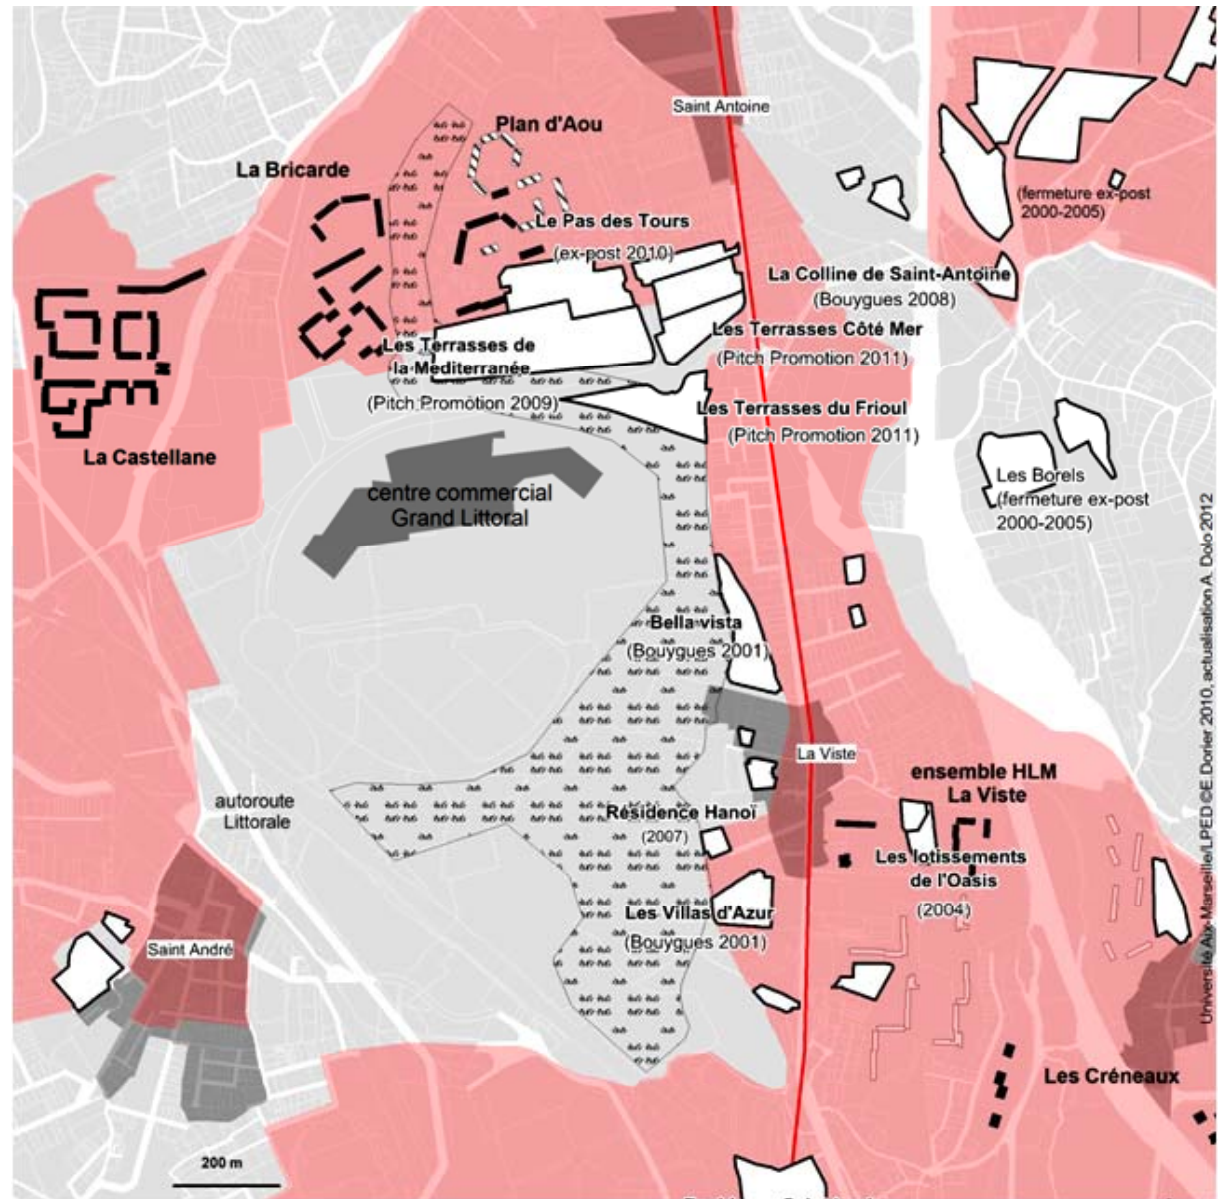 Saint Antoine
Plan d'Aou
La Bricarde
(fermeture ex-post
2000-2005)
Le Pas des Tours
(ex-post 2010)
La Colline de Saint-Antoine
(Bouygues 2008)
Les Terrasses Côté Mer
(Pitch Promotion 2011)
Les Terrasses de
la Méditerranée
(Pitch Promotion 2009)
Les Terrasses du Frioul
(Pitch Promotion 2011)
La Castellane
centre commercial
Grand Littoral
Les Borels
(fermeture ex-post
2000-2005)
Bella vista
(Bouygues 2001)
La Viste
ensemble HLM
La Viste
autoroute
Littorale
Résidence Hanoï
(2007)
Les lotissements
de l'Oasis
(2004)
Les Villas d'Azur
(Bouygues 2001)
Saint André
Les Créneaux
200 m
Université Aix-Marseille/LPED ©E.Dorier 2010, actualisation A. Dolo 2012